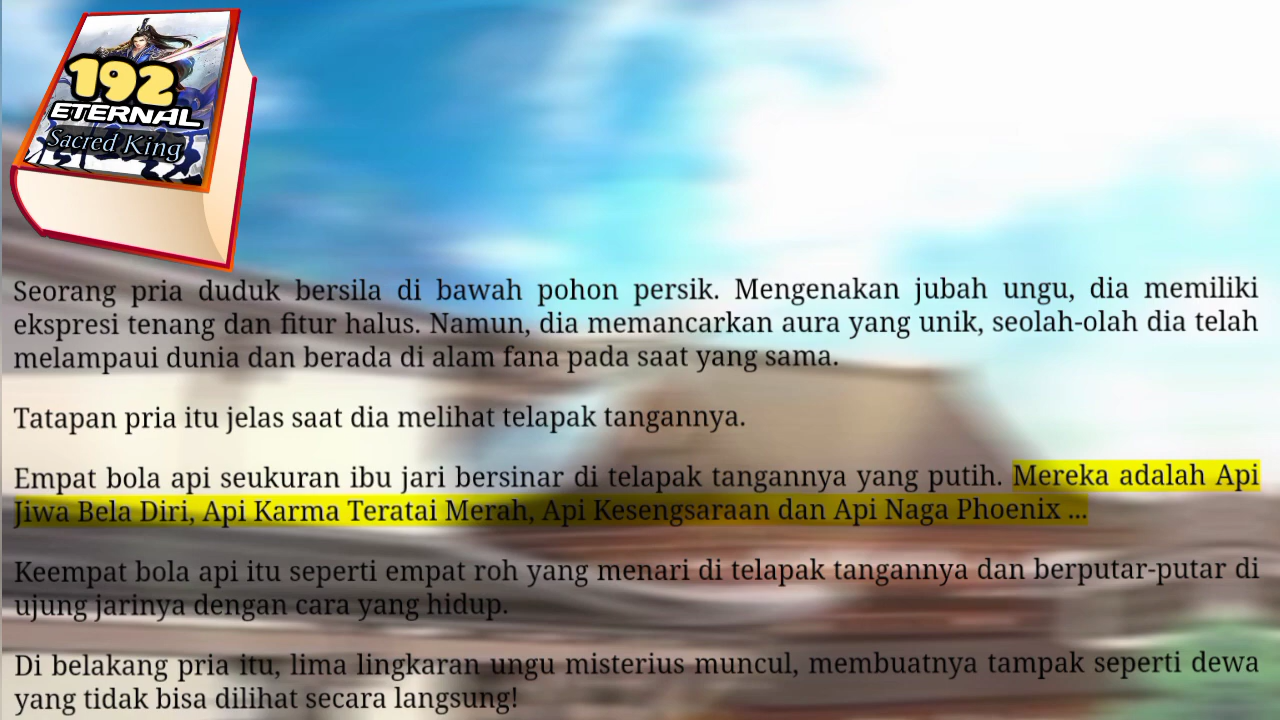 192
ETERNAL
Sacred King
Seorang pria duduk bersila di bawah pohon persik. Mengenakan jubah ungu, dia memiliki
ekspresi tenang dan fitur halus. Namun, dia memancarkan aura yang unik, seolah-olah dia telah
melampaui dunia dan berada di alam fana pada saat yang sama.
Tatapan pria itu jelas saat dia melihat telapak tangannya.
Empat bola api seukuran ibu jari bersinar di telapak tangannya yang putih. Mereka adalah Api
Jiwa Bela Diri, Api Karma Teratai Merah, Api Kesengsaraan dan Api Naga Phoenix ...
Keempat bola api itu seperti empat roh yang menari di telapak tangannya dan berputar-putar di
ujung jarinya dengan cara yang hidup.
Di belakang pria itu, lima lingkaran ungu misterius muncul, membuatnya tampak seperti dewa
yang tidak bisa dilihat secara langsung!